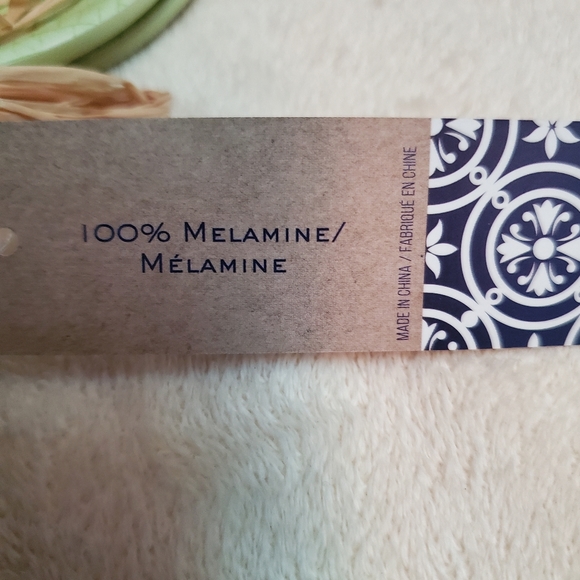 100% MELAMINE/
MÉLAMINE
MADE IN CHINA / FABRIQUÉ EN CHINE